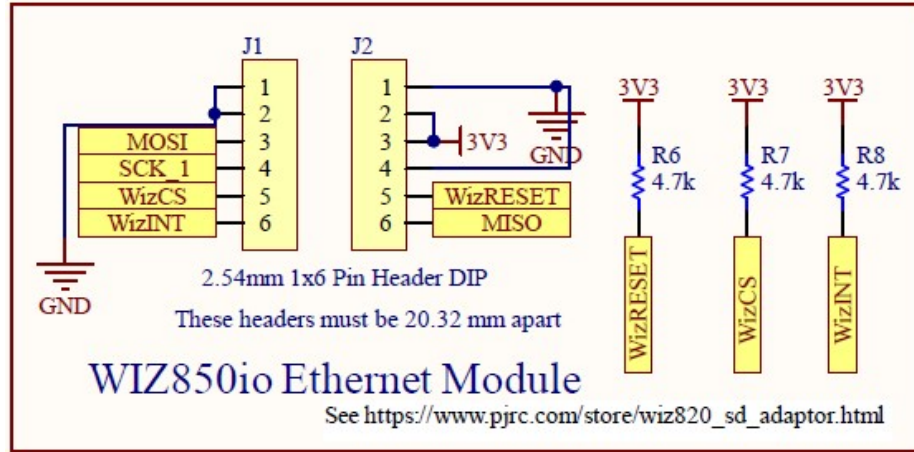 J1
1
2
3
4
5
6
MOSI
SCK_1
WizCS
WizINT
GND
J2
1
2
3
4
5
6
3V3
GND
WizRESET
MISO
3V3
R6
4.7k
WizRESET
3V3
R7
4.7k
WizCS
3V3
R8
4.7k
WizINT
2.54mm 1x6 Pin Header DIP
These headers must be 20.32 mm apart
WIZ850io Ethernet Module
See https://www.pjrc.com/store/wiz820_sd_adaptor.html